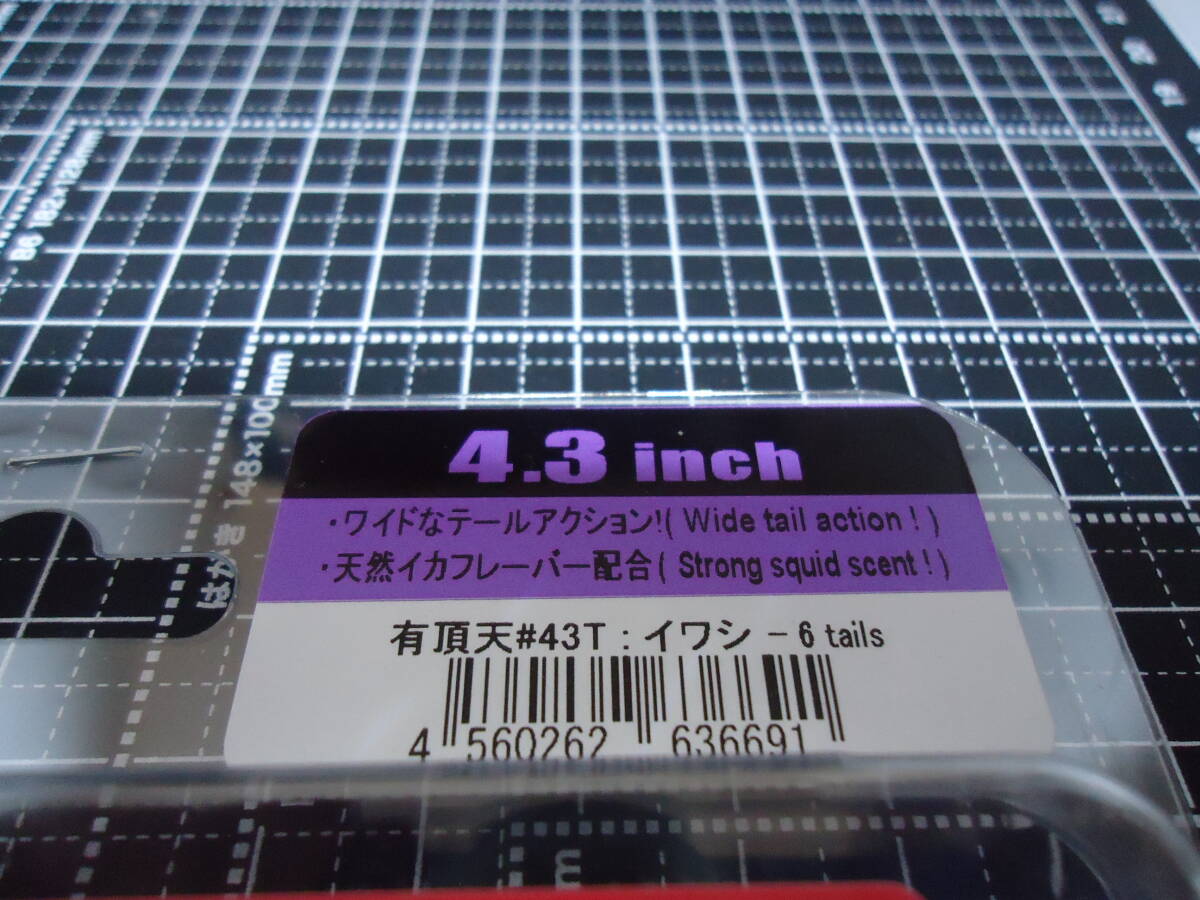 B6 182×128mm
はがき 148×100mm
4.3 inch
・ワイドなテールアクション!( Wide tail action ! )
・天然イカフレーバー配合( Strong squid scent ! )
有頂天#43T : イワシ - 6 tails
4 560262 636691